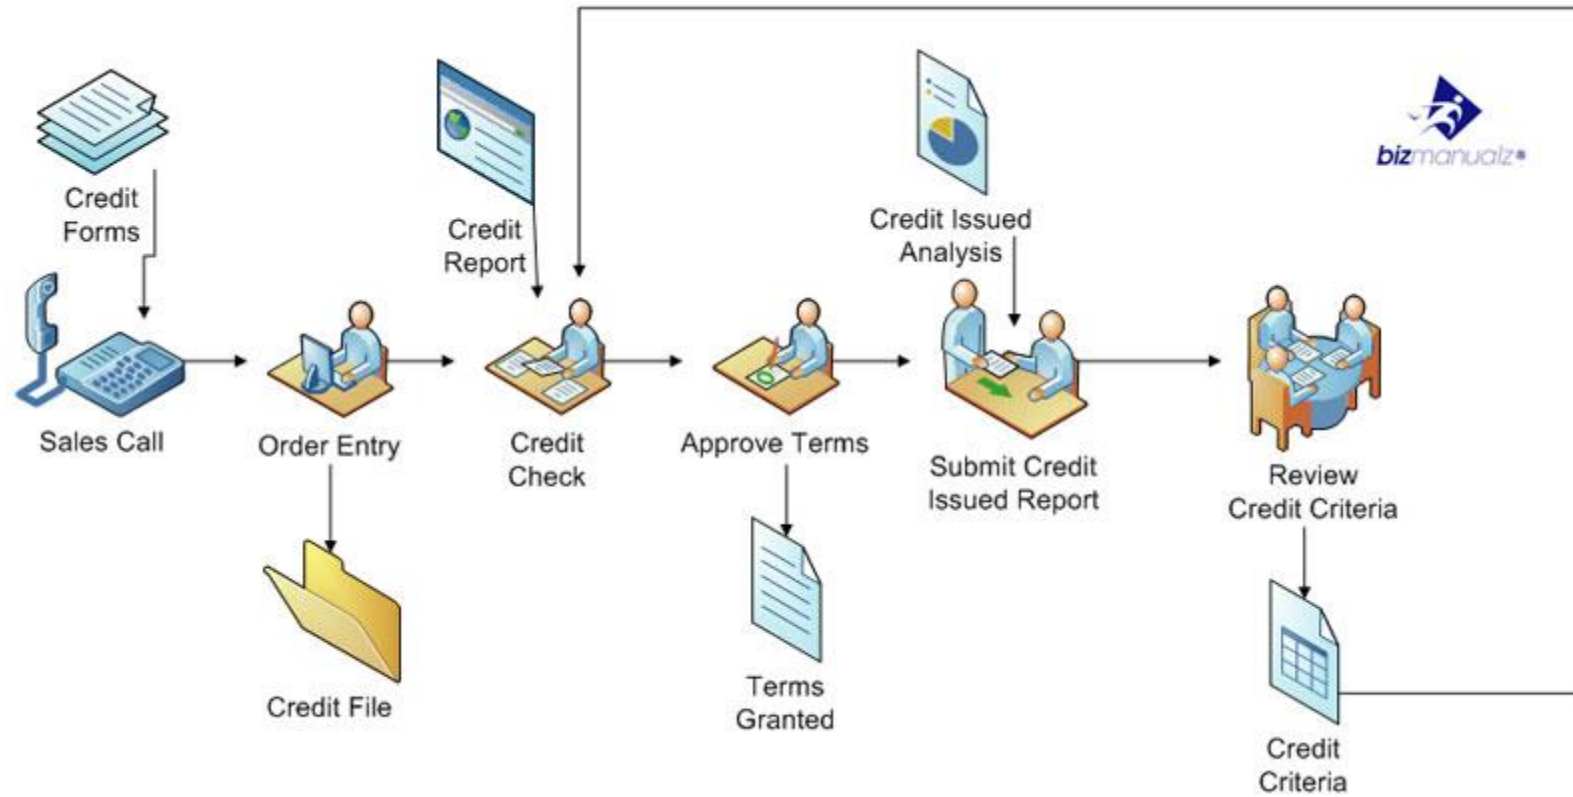 bizmanualz®
Credit
Forms
Credit
Report
Credit Issued
Analysis
Sales Call
Order Entry
Credit
Check
Approve Terms
Submit Credit
Issued Report
Review
Credit Criteria
Credit File
Terms
Granted
Credit
Criteria